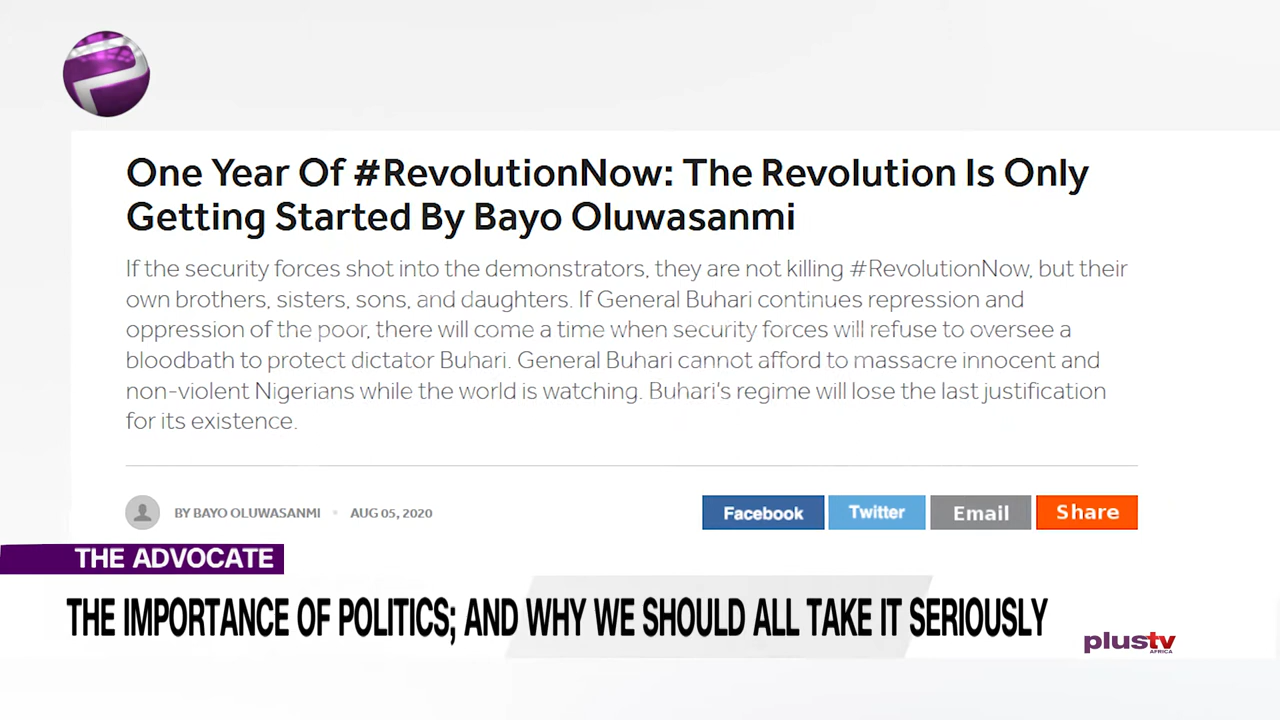 One Year Of #RevolutionNow: The Revolution Is Only
Getting Started By Bayo Oluwasanmi
If the security forces shot into the demonstrators, they are not killing #RevolutionNow, but their
own brothers, sisters, sons, and daughters. If General Buhari continues repression and
oppression of the poor, there will come a time when security forces will refuse to oversee a
bloodbath to protect dictator Buhari. General Buhari cannot afford to massacre innocent and
non-violent Nigerians while the world is watching. Buhari's regime will lose the last justification
for its existence.
BY BAYO OLUWASANMI • AUG 05, 2020
Facebook Twitter Email Share
THE ADVOCATE
THE IMPORTANCE OF POLITICS; AND WHY WE SHOULD ALL TAKE IT SERIOUSLY
plustv
AFRICA